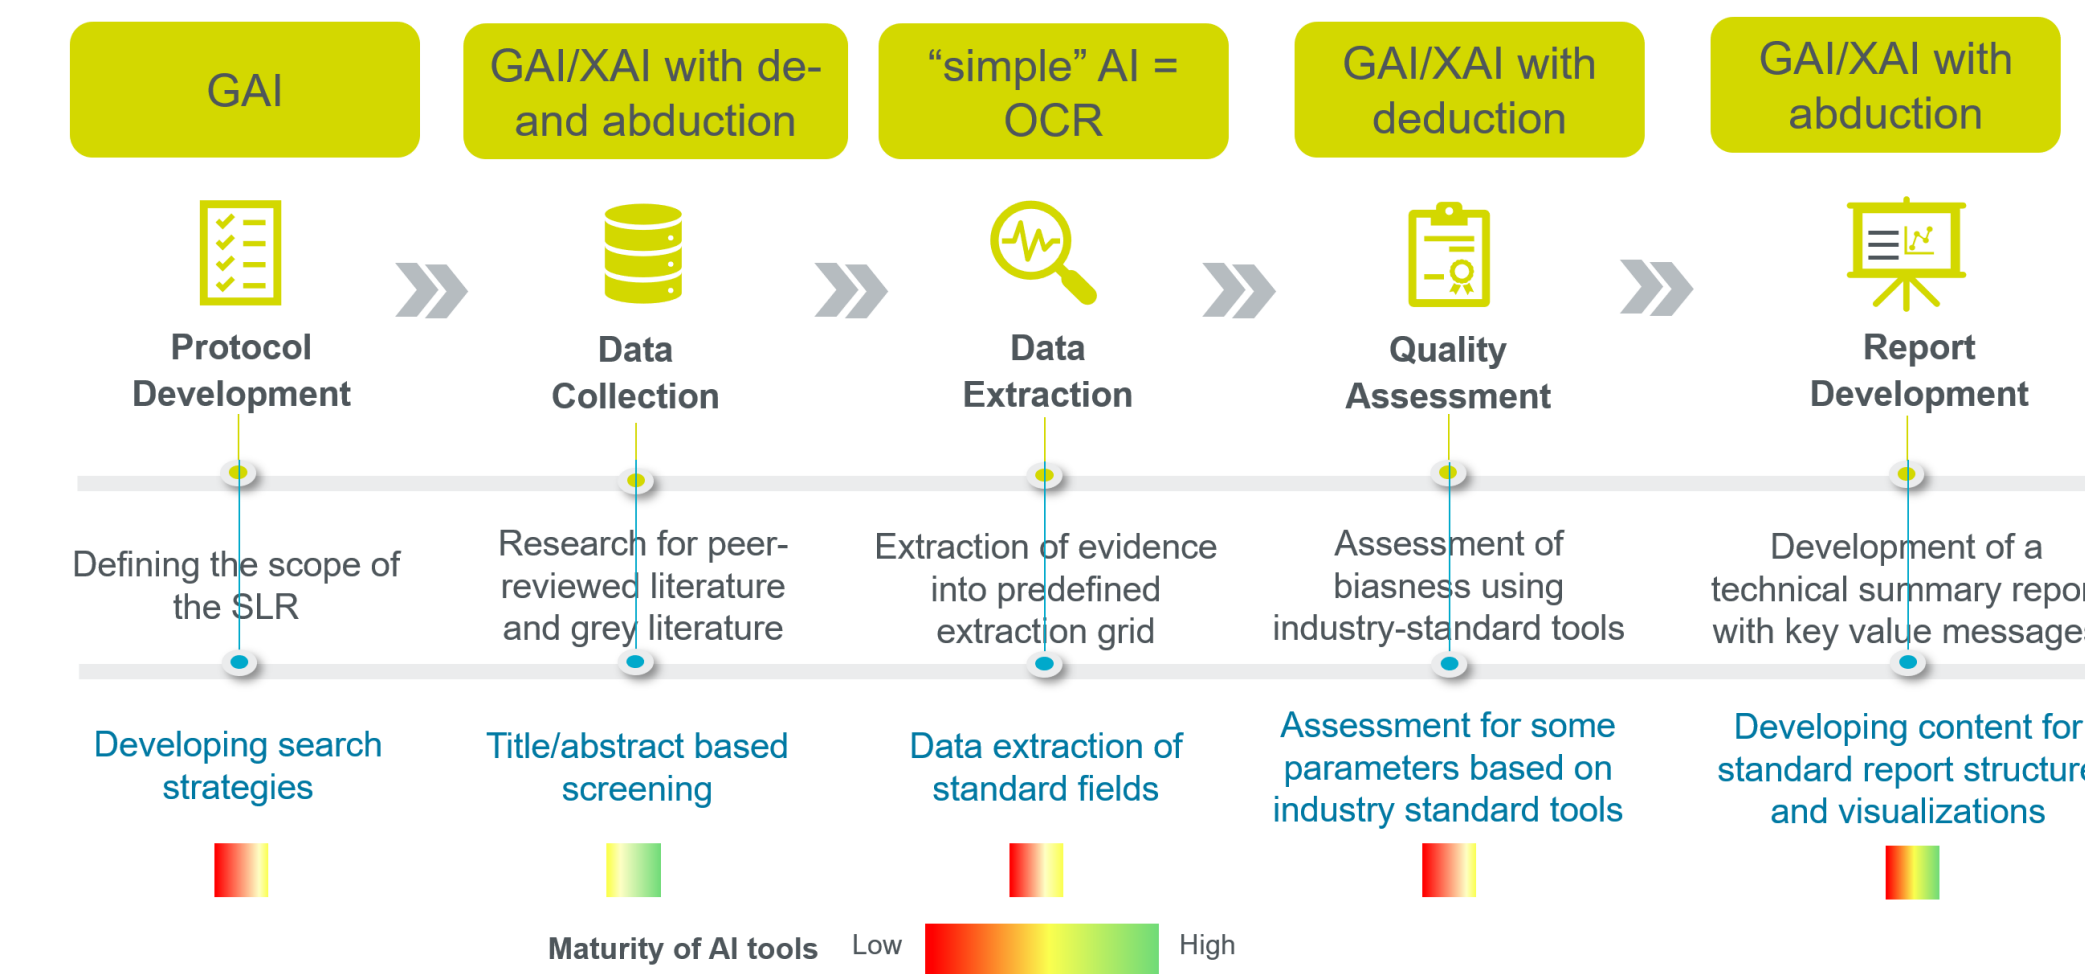 GAI
GAI/XAI with de-
and abduction
“simple” AI =
OCR
GAI/XAI with
deduction
GAI/XAI with
abduction
Protocol
Development
Data
Collection
Data
Extraction
Quality
Assessment
Report
Development
Defining the scope of
the SLR
Research for peer-
reviewed literature
and grey literature
Extraction of evidence
into predefined
extraction grid
Assessment of
biasness using
industry-standard tools
Development of a
technical summary repor
with key value messages
Developing search
strategies
Title/abstract based
screening
Data extraction of
standard fields
Assessment for some
parameters based on
industry standard tools
Developing content for
standard report structure
and visualizations
Maturity of AI tools
Low
High